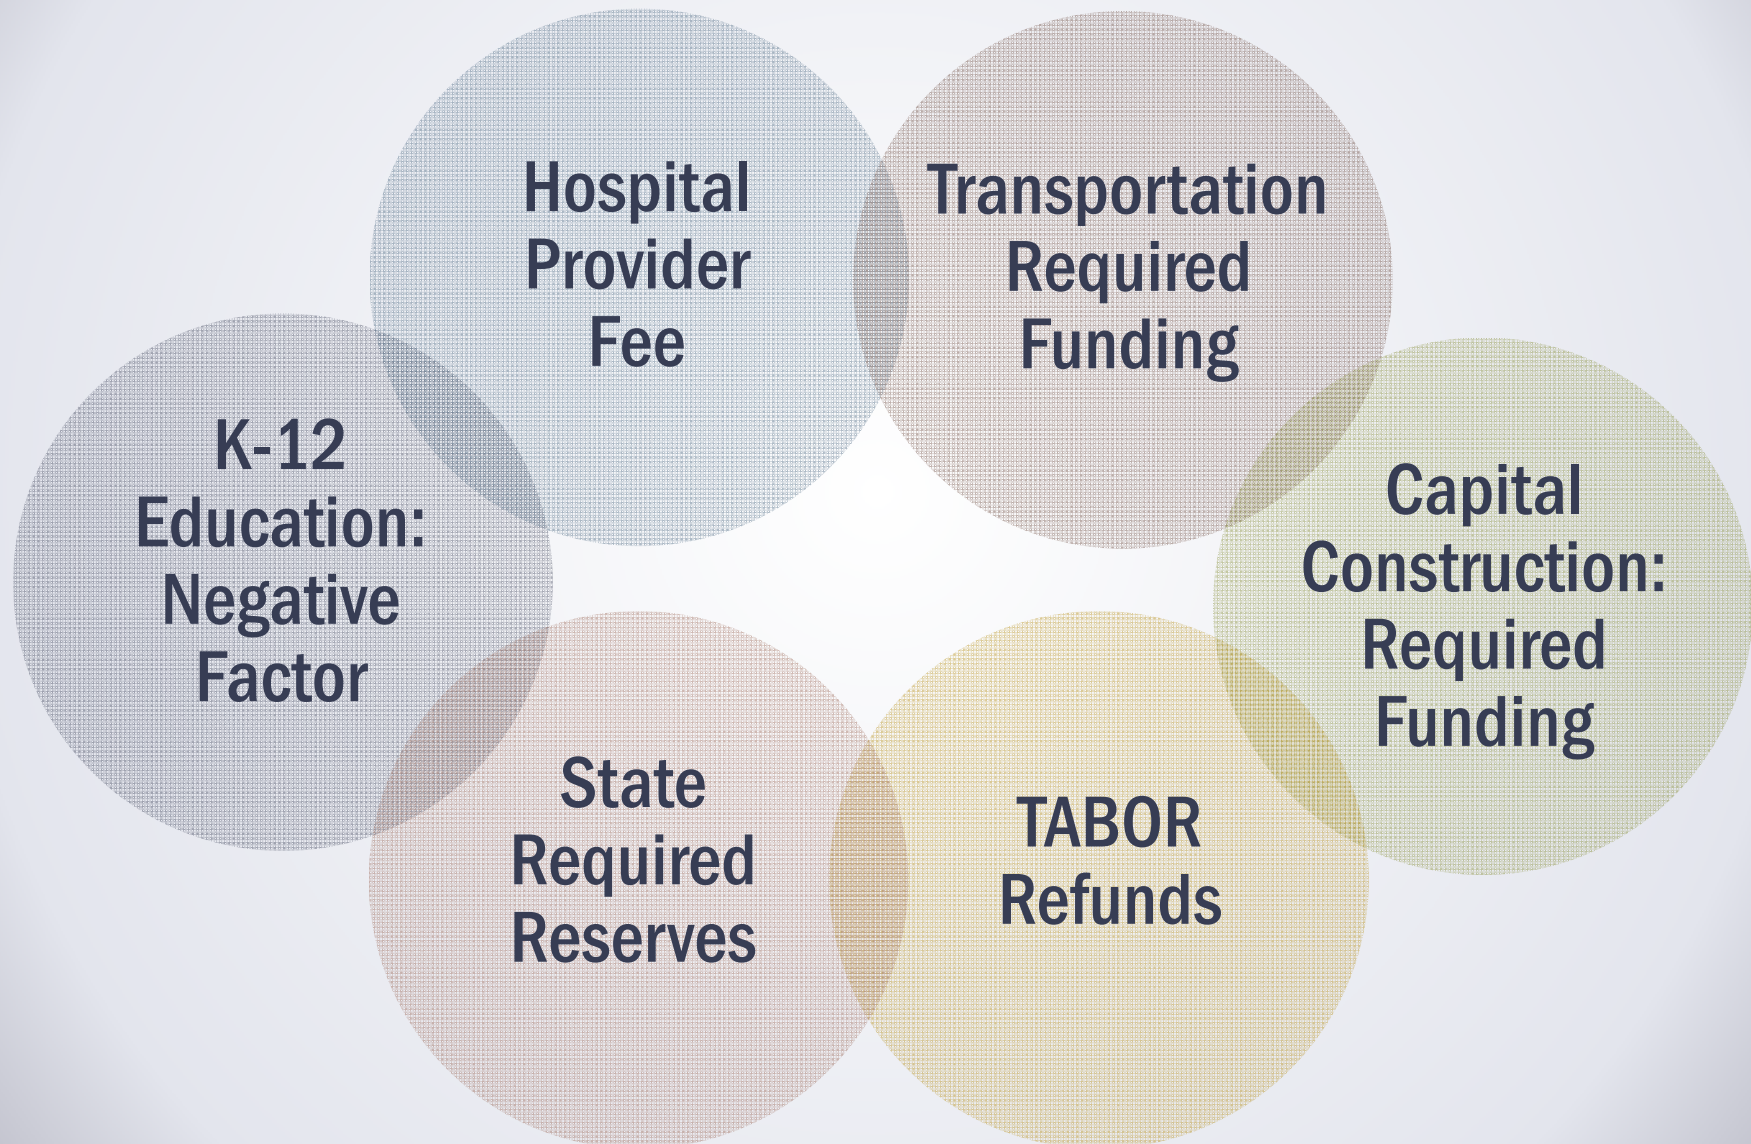 Hospital
Provider
Fee
Transportation
Required
Funding
Capital
Construction:
Required
Funding
TABOR
Refunds
State
Required
Reserves
K-12
Education:
Negative
Factor